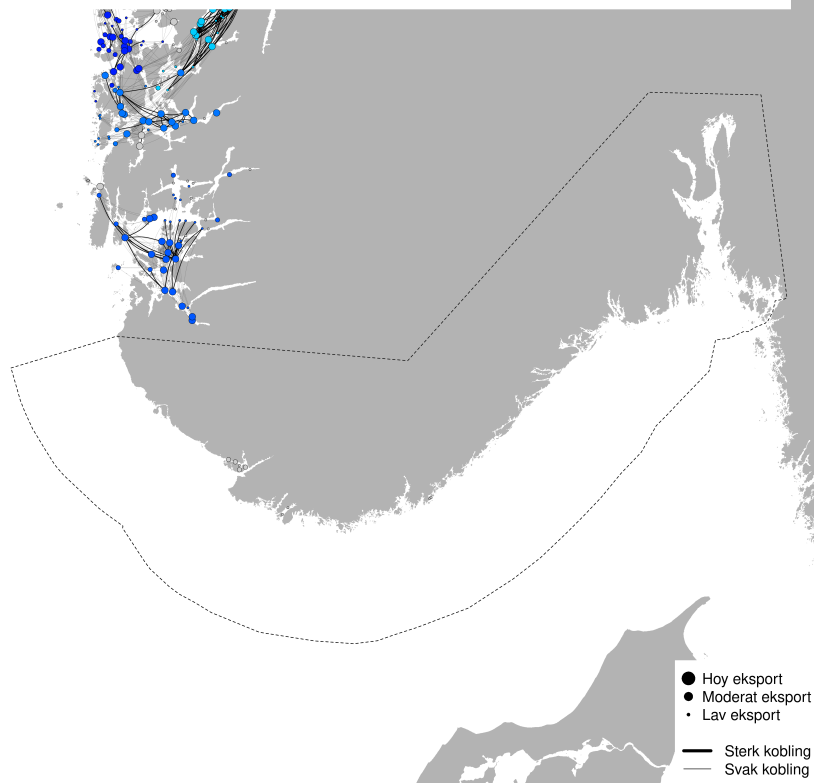 Hoy eksport
Moderat eksport
Lav eksport
Sterk kobling
Svak kobling